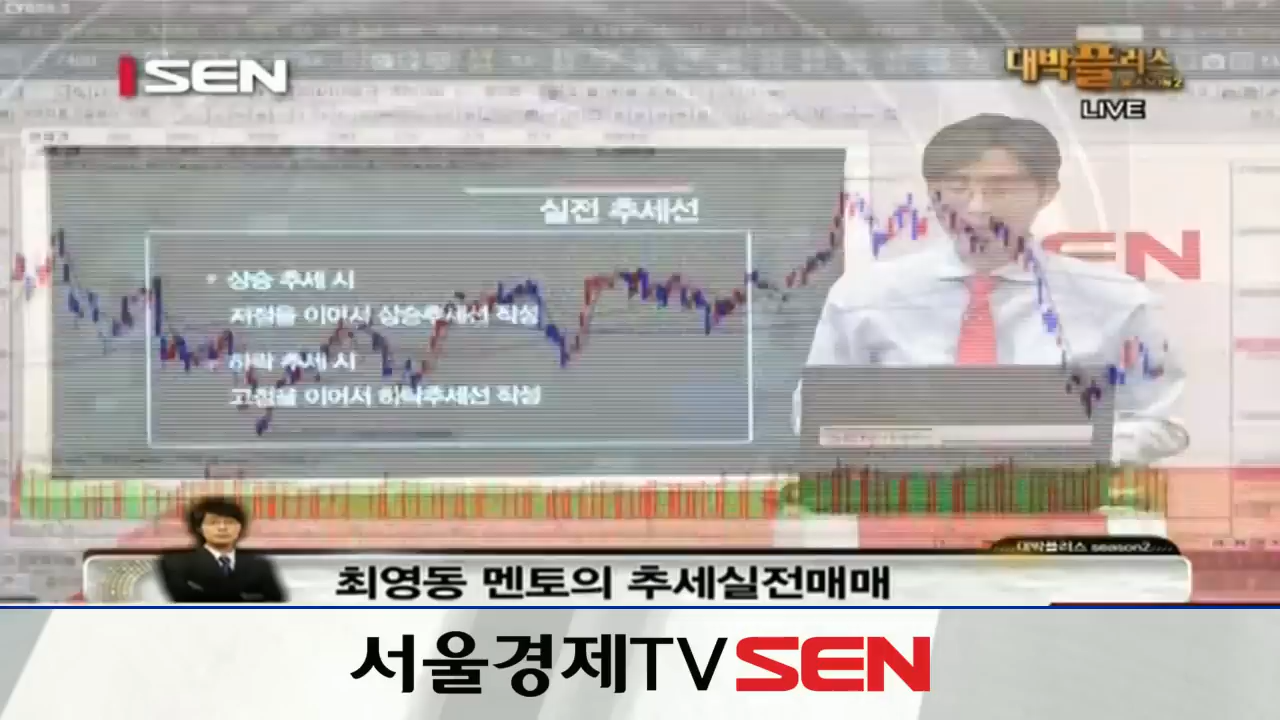 SEN
대박플러스
LIVE
실전 추세선
상승 추세 시
저점을 이어서 상승추세선 작성
하락 추세 시
고점을 이어서 하락추세선 작성
SEN
대박플러스 season2
최영동 멘토의 추세실전매매
서울경제TV SEN